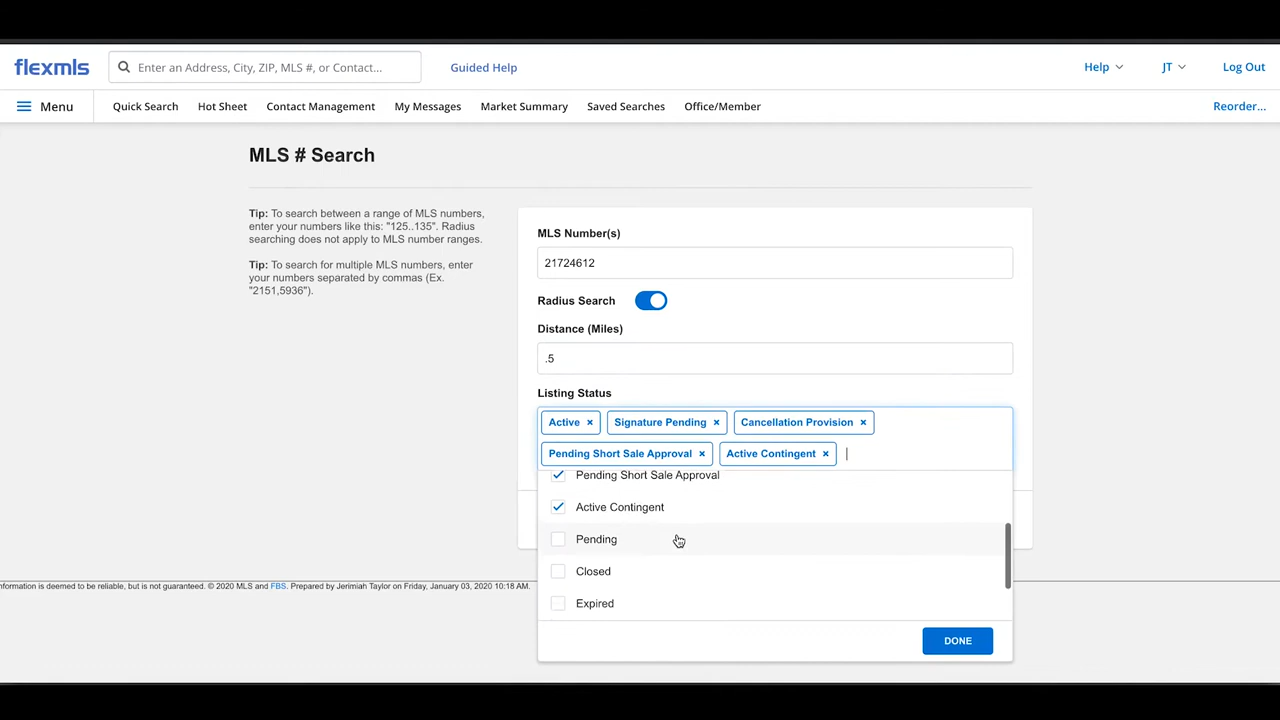 flexmls
Enter an Address, City, ZIP, MLS #, or Contact...
Guided Help
Help
JT
Log Out
Menu
Quick Search
Hot Sheet
Contact Management
My Messages
Market Summary
Saved Searches
Office/Member
Reorder...
MLS # Search
Tip: To search between a range of MLS numbers,
enter your numbers like this: "125..135". Radius
searching does not apply to MLS number ranges.
Tip: To search for multiple MLS numbers, enter
your numbers separated by commas (Ex.
"2151,5936").
MLS Number(s)
21724612
Radius Search
Distance (Miles)
.5
Listing Status
Active ×
Signature Pending ×
Cancellation Provision ×
Pending Short Sale Approval ×
Active Contingent ×
Pending Short Sale Approval
Active Contingent
Pending
Closed
Expired
DONE
nformation is deemed to be reliable, but is not guaranteed. © 2020 MLS and FBS. Prepared by Jerimiah Taylor on Friday, January 03, 2020 10:18 AM.